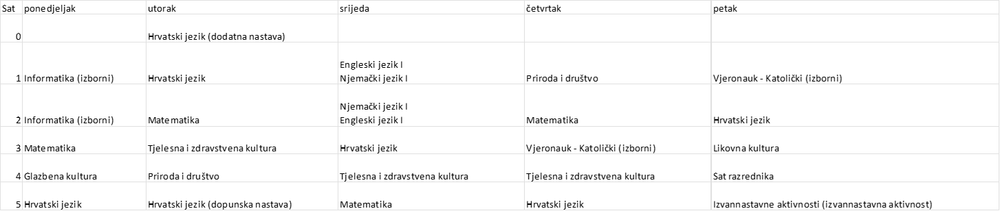 Sat ponedjeljak utorak srijeda četvrtak petak
0 Hrvatski jezik (dodatna nastava)
Engleski jezik I
1 Informatika (izborni) Hrvatski jezik Njemački jezik I Priroda i društvo Vjeronauk - Katolički (izborni)
Njemački jezik I
2 Informatika (izborni) Matematika Engleski jezik I Matematika Hrvatski jezik
3 Matematika Tjelesna i zdravstvena kultura Hrvatski jezik Vjeronauk - Katolički (izborni) Likovna kultura
4 Glazbena kultura Priroda i društvo Tjelesna i zdravstvena kultura Tjelesna i zdravstvena kultura Sat razrednika
5 Hrvatski jezik Hrvatski jezik (dopunska nastava) Matematika Hrvatski jezik Izvannastavne aktivnosti (izvannastavna aktivnost)